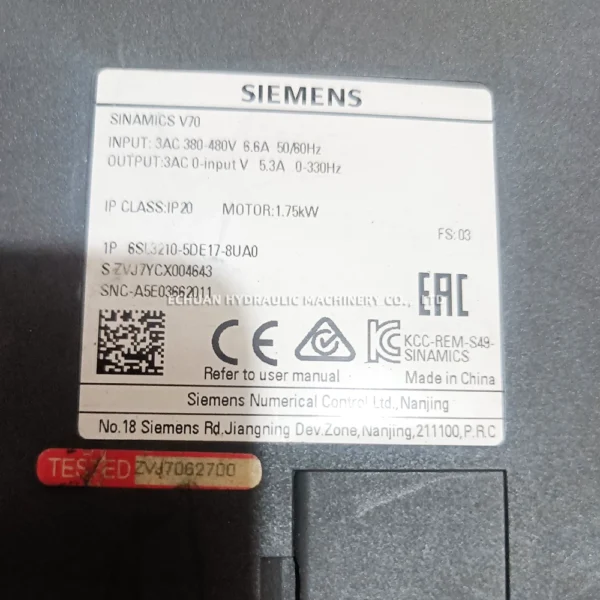 SIEMENS
SINAMICS V70
INPUT: 3AC 380-480V 6.6A 50/60Hz
OUTPUT:3AC 0-input V 5.3A 0-330Hz
IP CLASS:IP20 MOTOR:1.75kW
FS: 03
1P 6SL3210-5DE17-8UA0
S ZVJ7YCX004643
SNC-A5E03662011
ECHUAN HYDRAULIC MACHINERY CO., LTD
EAC
CE
KC
KCC-REM-S49-
SINAMICS
Refer to user manual Made in China
Siemens Numerical Control Ltd.,Nanjing
No.18 Siemens Rd.Jiangning Dev.Zone,Nanjing,211100,P.R.C
TESTED ZVJ7062700